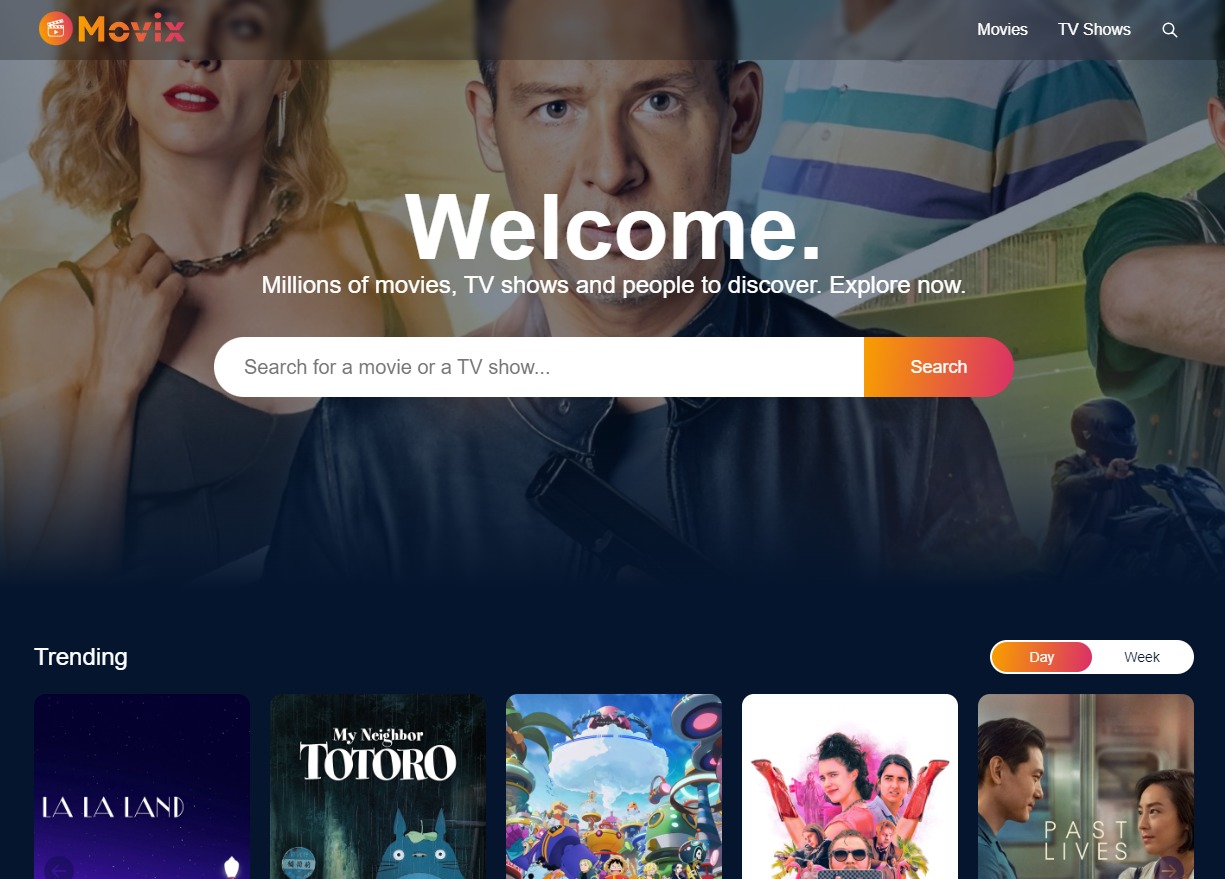 Movix
Movies
TV Shows
Welcome.
Millions of movies, TV shows and people to discover. Explore now.
Search for a movie or a TV show...
Search
Trending
Day
Week
LA LA LAND
My Neighbor
TOTORO
PAST
LIVES